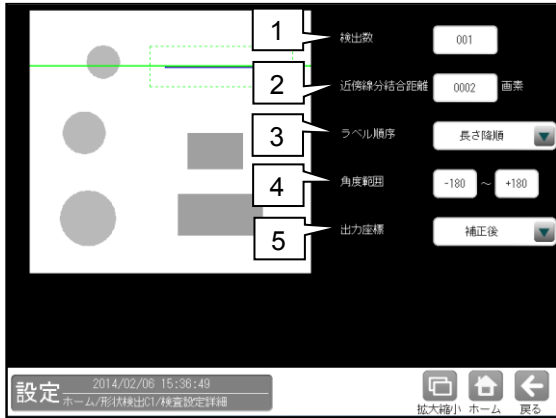 1 検出数 001
2 近傍線分結合距離 0002 画素
3 ラベル順序 長さ降順
4 角度範囲 -180 ～ +180
5 出力座標 補正後
設定 2014/02/06 15:36:49
ホーム/形状検出C1/検査設定詳細
拡大縮小 ホーム 戻る